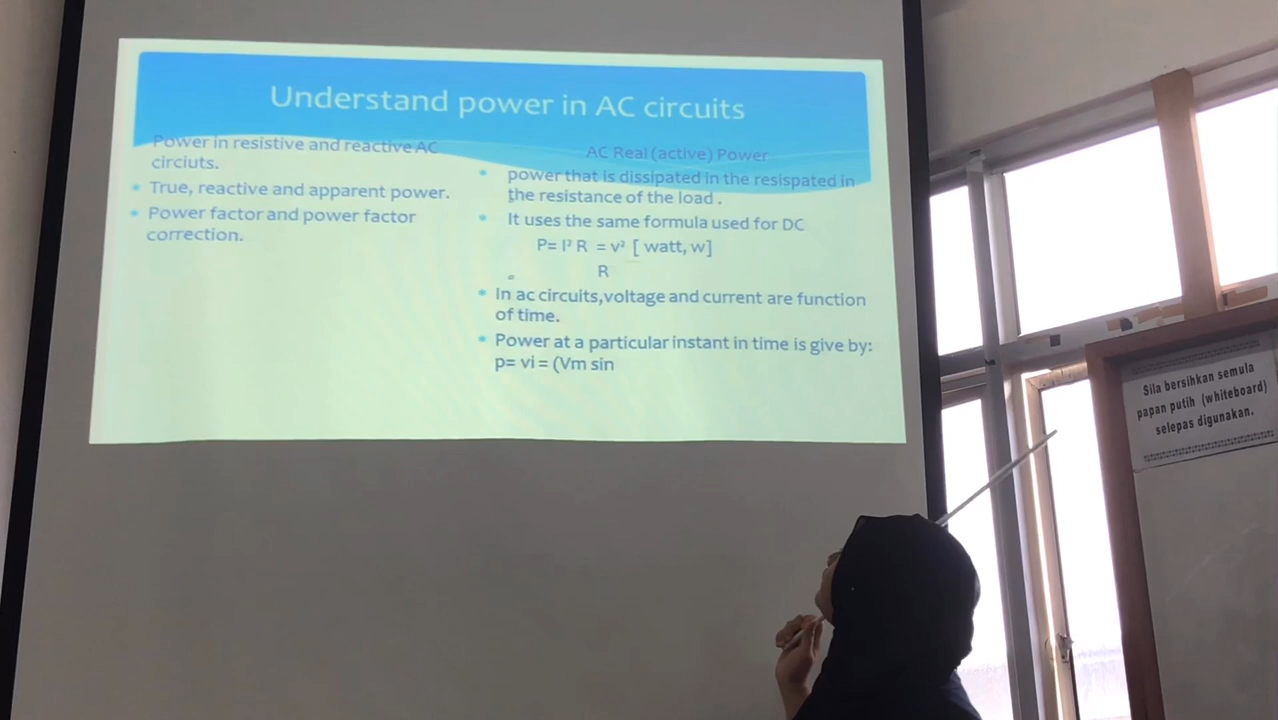 Understand power in AC circuits
Power in resistive and reactive AC
circiuts.
True, reactive and apparent power.
Power factor and power factor
correction.
AC Real (active) Power
power that is dissipated in the resispated in
the resistance of the load .
It uses the same formula used for DC
P= I² R = v² [ watt, w]
R
In ac circuits,voltage and current are function
of time.
Power at a particular instant in time is give by:
p= vi = (Vm sin
Sila bersihkan semula
papan putih (whiteboard)
selepas digunakan.